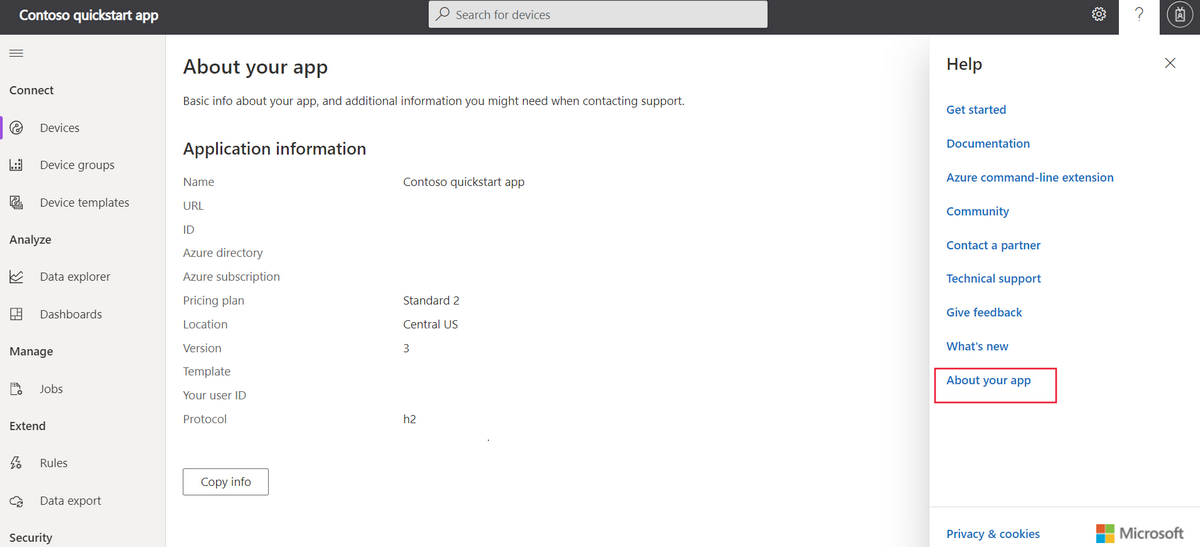 Contoso quickstart app
Search for devices
?
Connect
Devices
Device groups
Device templates
Analyze
Data explorer
Dashboards
Manage
Jobs
Extend
Rules
Data export
Security
About your app
Basic info about your app, and additional information you might need when contacting support.
Application information
Name Contoso quickstart app
URL
ID
Azure directory
Azure subscription
Pricing plan Standard 2
Location Central US
Version 3
Template
Your user ID
Protocol h2
Copy info
Help
Get started
Documentation
Azure command-line extension
Community
Contact a partner
Technical support
Give feedback
What's new
About your app
Privacy & cookies
Microsoft